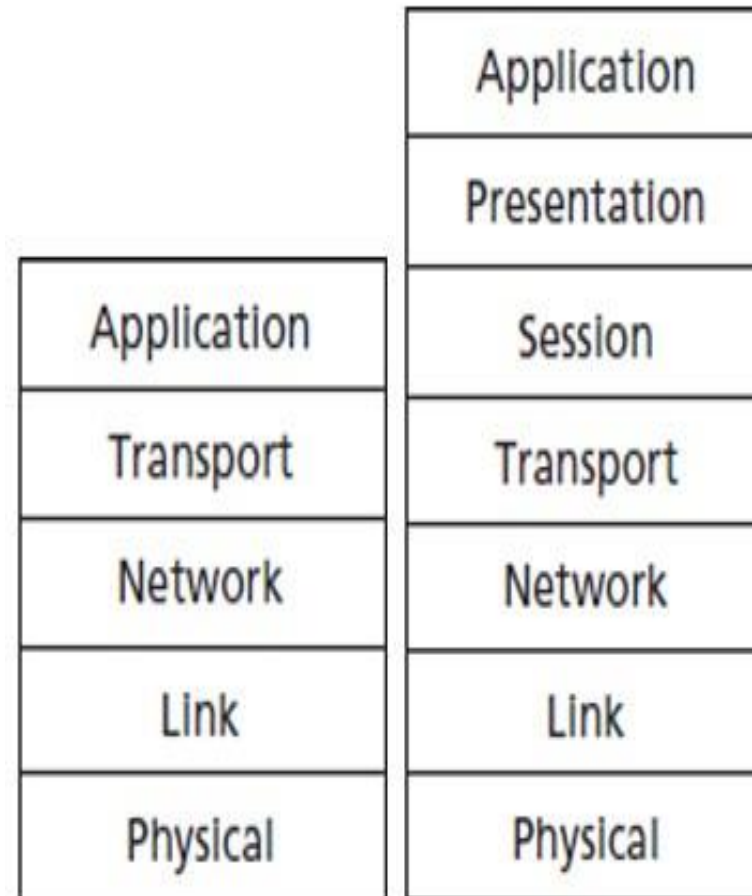 Application
Transport
Network
Link
Physical
Application
Presentation
Session
Transport
Network
Link
Physical